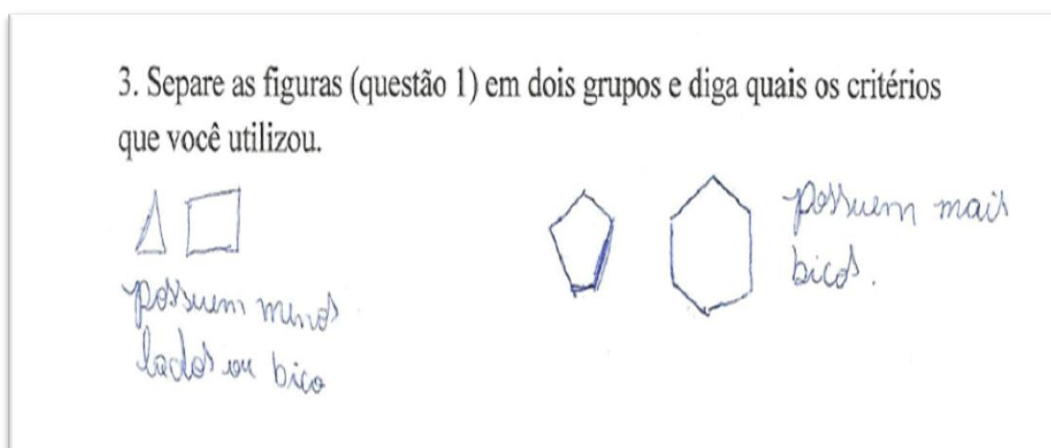 3. Separe as figuras (questão 1) em dois grupos e diga quais os critérios
que você utilizou.
possuem menos
lados ou bico
possuem mais
bicos.